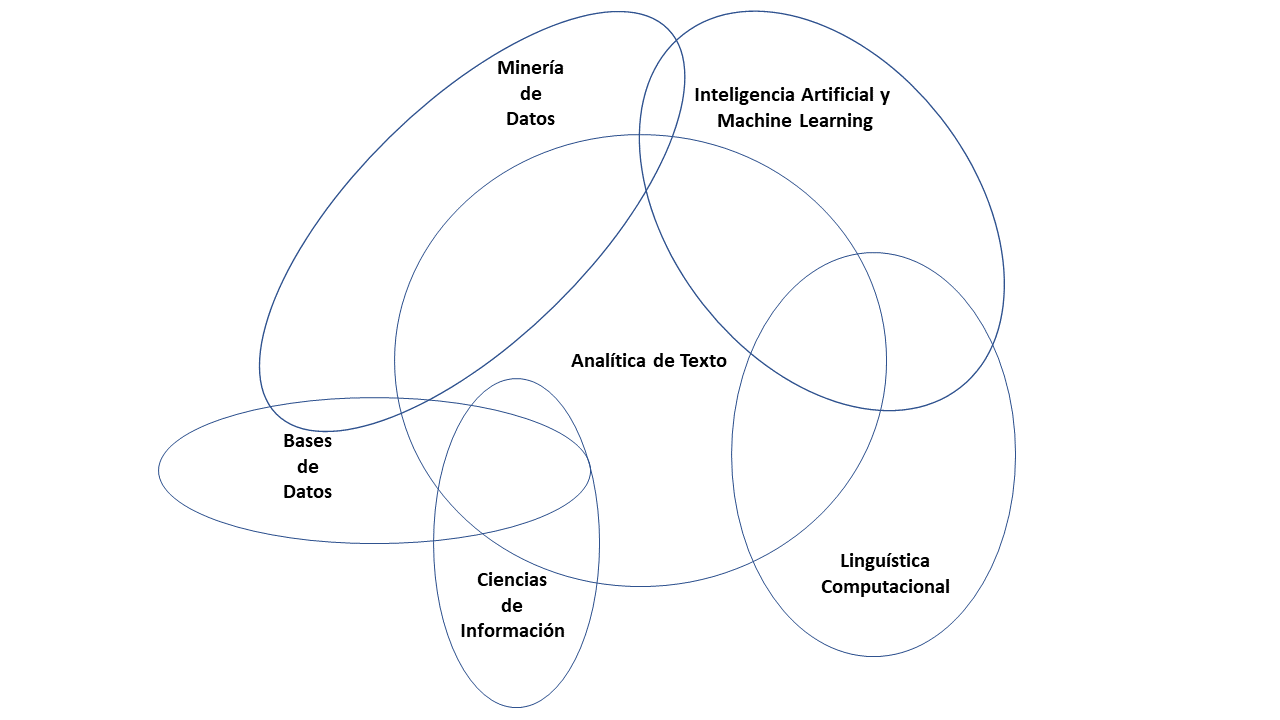 Minería
de
Datos
Inteligencia Artificial y
Machine Learning
Analítica de Texto
Bases
de
Datos
Ciencias
de
Información
Linguística
Computacional